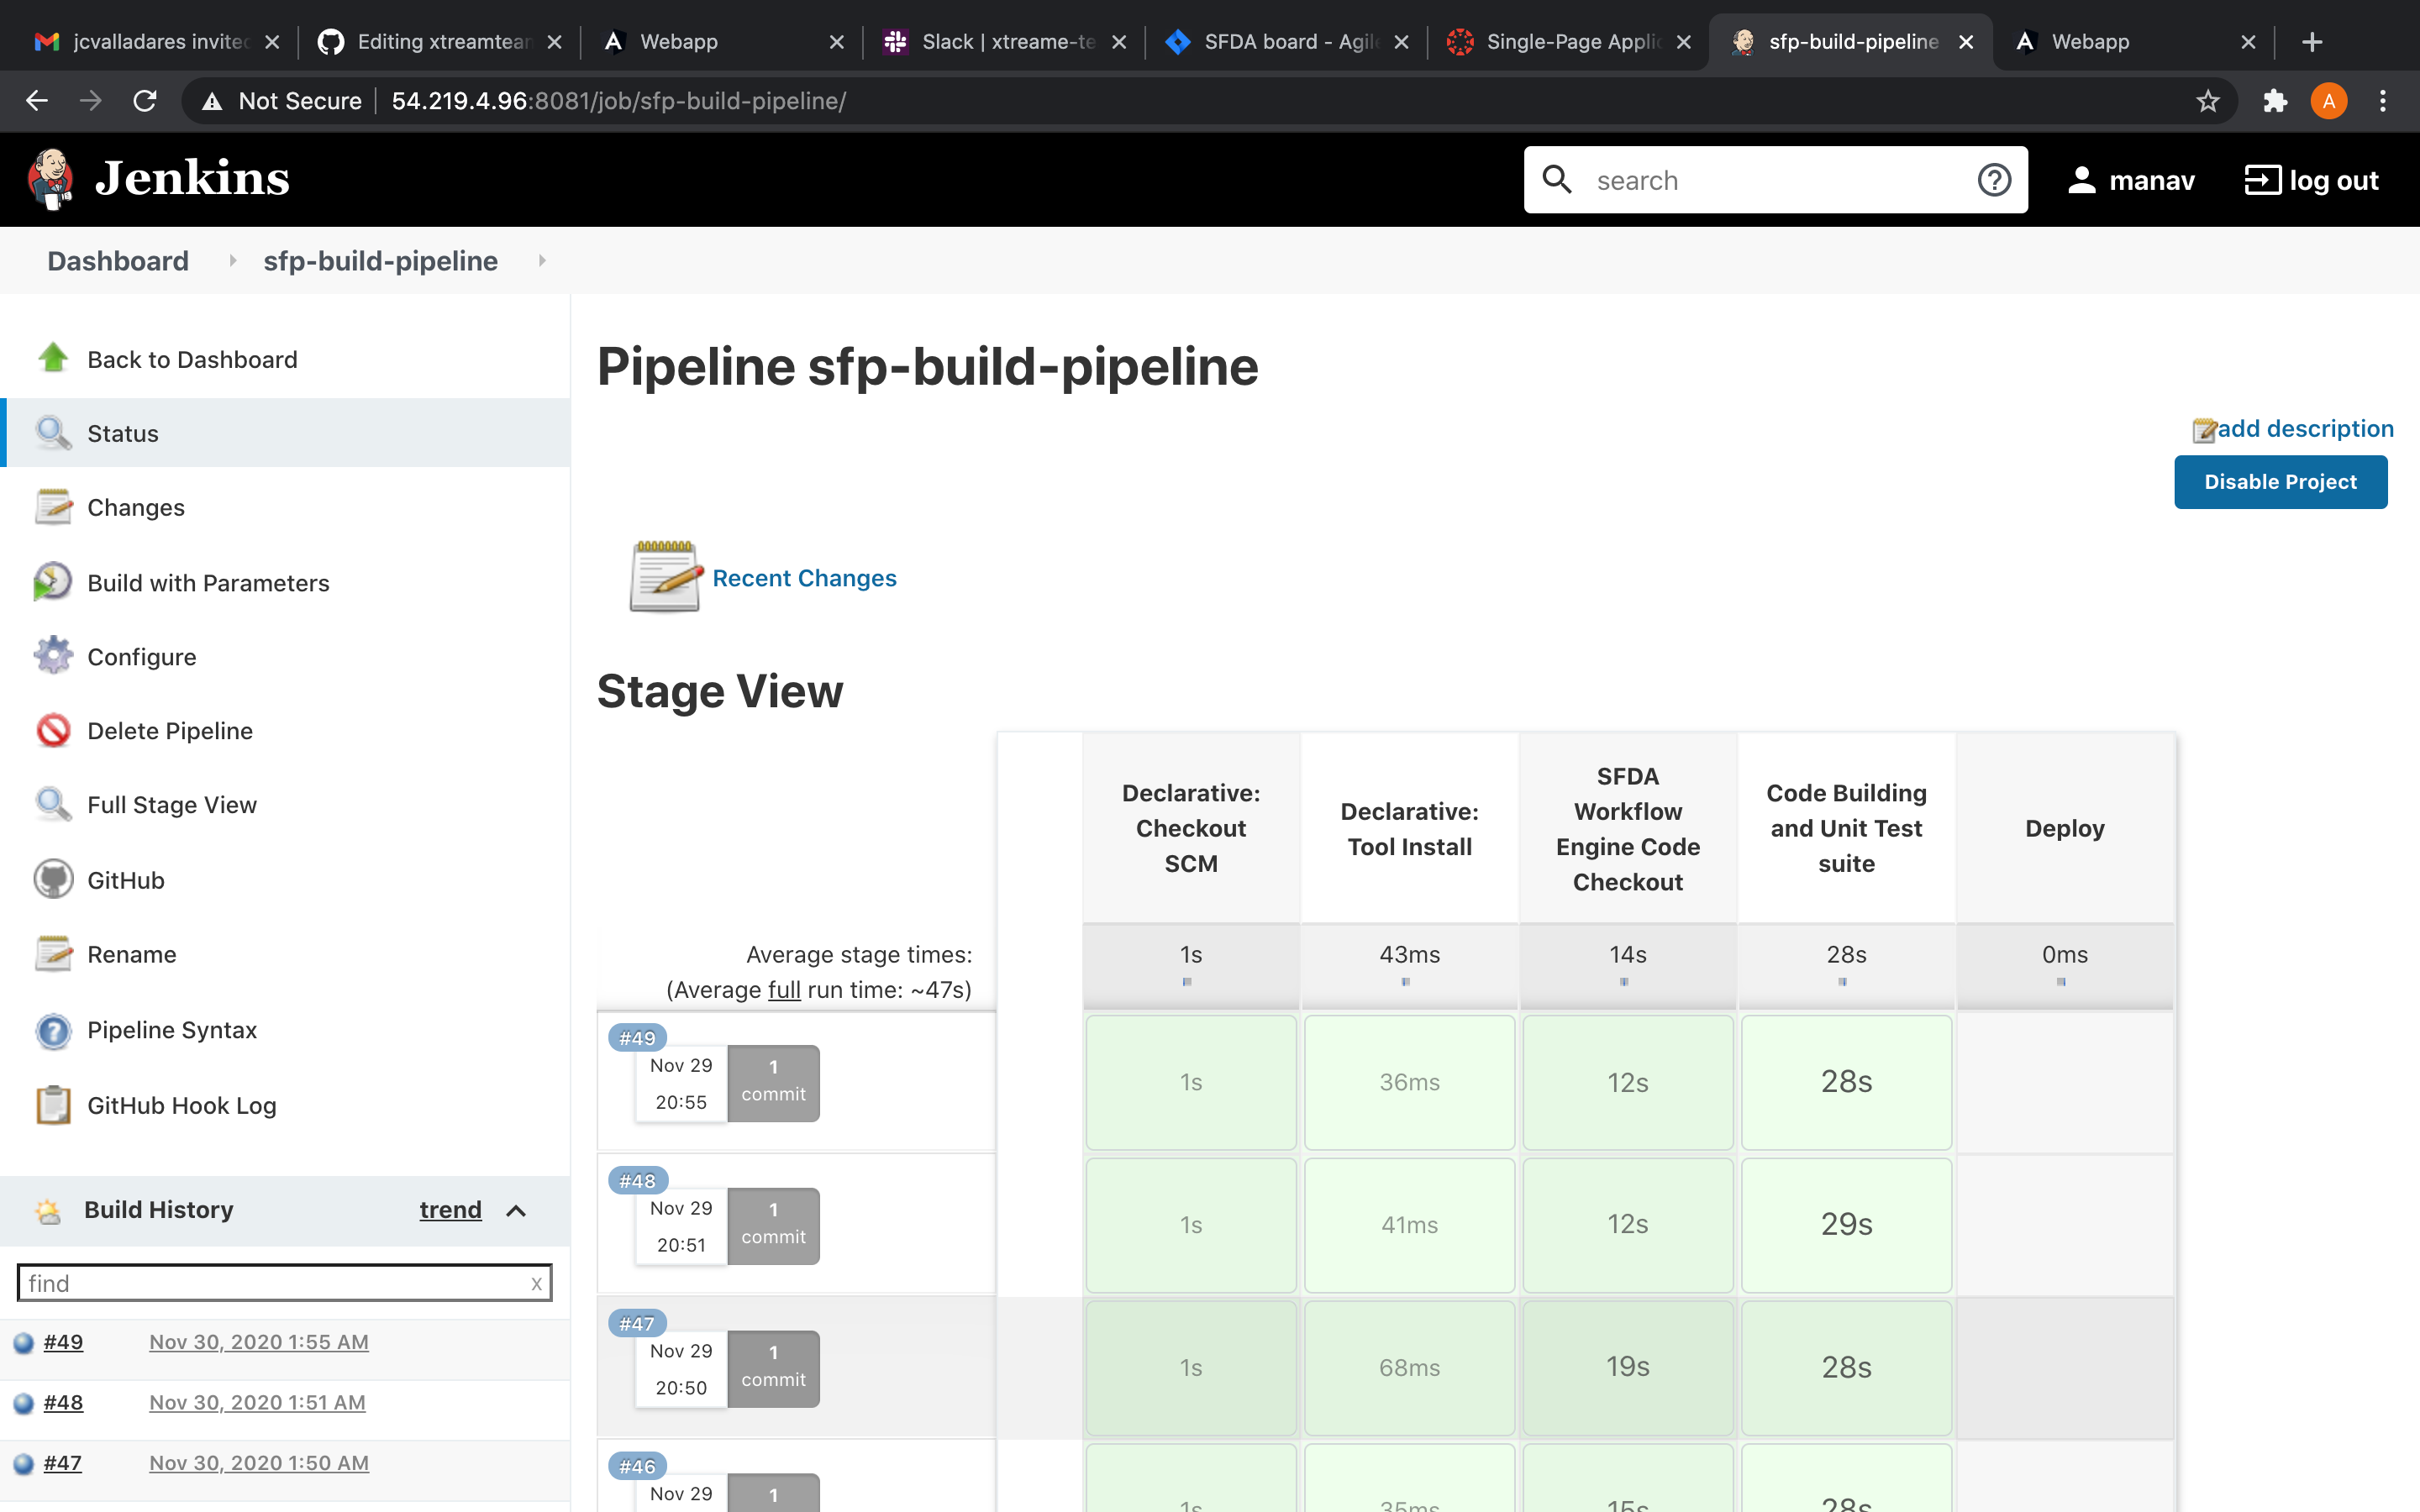 jcvalladares invited
Editing xtreamtean
Webapp
Slack | xtreame-te
SFDA board - Agile
Single-Page Applic
sfp-build-pipeline
Webapp
Not Secure
54.219.4.96:8081/job/sfp-build-pipeline/
A
Jenkins
search
manav
log out
Dashboard
sfp-build-pipeline
Back to Dashboard
Status
Changes
Build with Parameters
Configure
Delete Pipeline
Full Stage View
GitHub
Rename
Pipeline Syntax
GitHub Hook Log
Build History
trend
find
x
#49 Nov 30, 2020 1:55 AM
#48 Nov 30, 2020 1:51 AM
#47 Nov 30, 2020 1:50 AM
Pipeline sfp-build-pipeline
add description
Disable Project
Recent Changes
Stage View
Declarative:
Checkout
SCM
Declarative:
Tool Install
SFDA
Workflow
Engine Code
Checkout
Code Building
and Unit Test
suite
Deploy
Average stage times:
(Average full run time: ~47s)
1s
43ms
14s
28s
0ms
#49
Nov 29
20:55
1
commit
1s
36ms
12s
28s
#48
Nov 29
20:51
1
commit
1s
41ms
12s
29s
#47
Nov 29
20:50
1
commit
1s
68ms
19s
28s
#46
Nov 29
1
1s
35ms
15s
28s